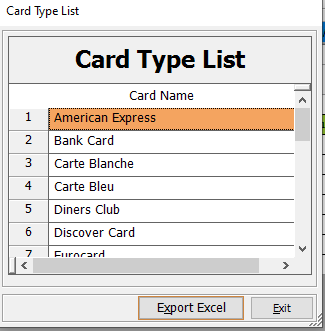 Card Type List
Card Type List
Card Name
1 American Express
2 Bank Card
3 Carte Blanche
4 Carte Bleu
5 Diners Club
6 Discover Card
7 Eurocard
Export Excel Exit